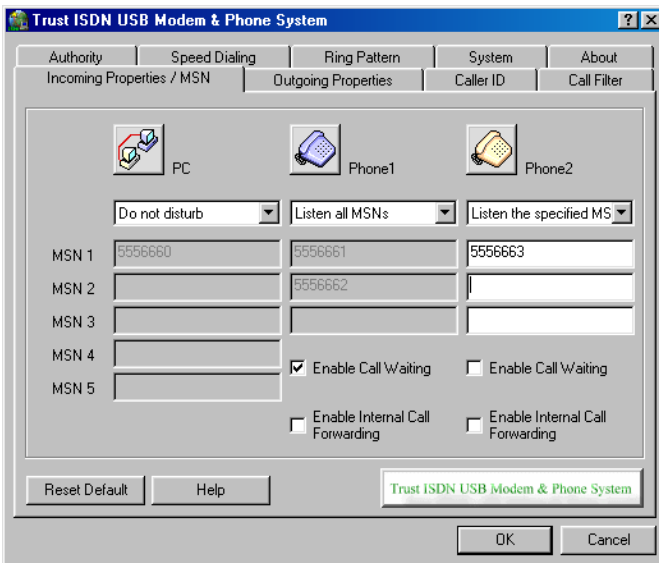 Trust ISDN USB Modem & Phone System
Authority Speed Dialing Ring Pattern System About
Incoming Properties / MSN Outgoing Properties Caller ID Call Filter
PC Phone1 Phone2
Do not disturb Listen all MSNs Listen the specified MS
MSN 1 5556660 5556661 5556663
MSN 2 5556662
MSN 3
MSN 4
Enable Call Waiting Enable Call Waiting
MSN 5
Enable Internal Call Enable Internal Call
Forwarding Forwarding
Reset Default Help Trust ISDN USB Modem & Phone System
OK Cancel